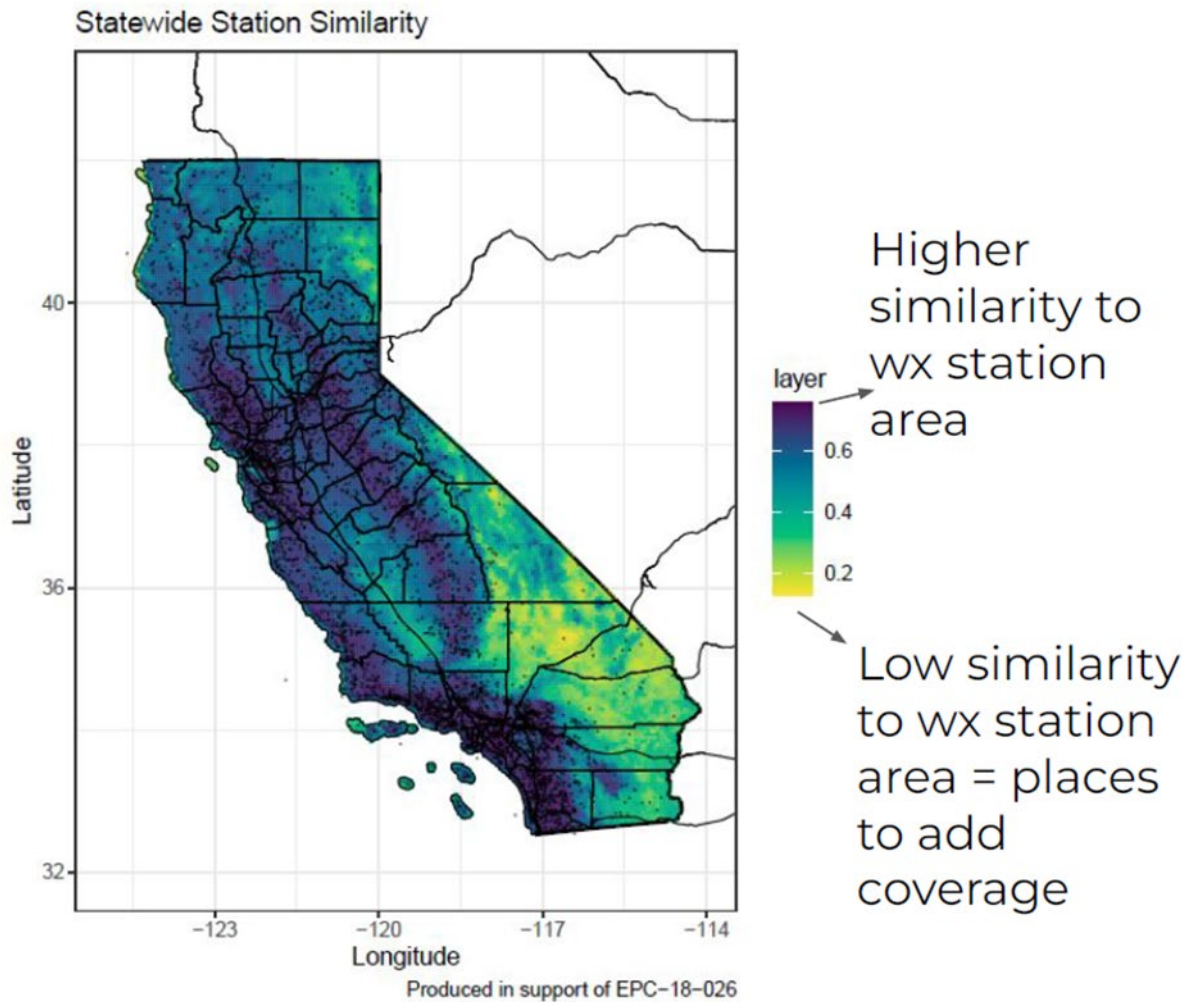 Statewide Station Similarity
40
36
32
Latitude
−123
−120
−117
−114
Longitude
Produced in support of EPC−18−026
layer
0.6
0.4
0.2
Higher
similarity to
wx station
area
Low similarity
to wx station
area = places
to add
coverage